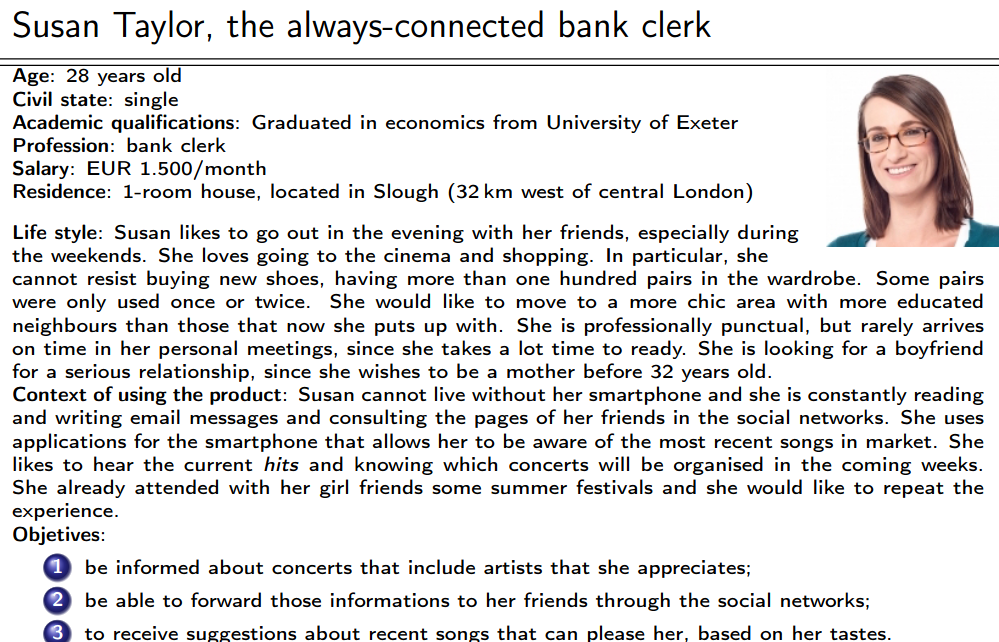 Susan Taylor, the always-connected bank clerk
Age: 28 years old
Civil state: single
Academic qualifications: Graduated in economics from University of Exeter
Profession: bank clerk
Salary: EUR 1.500/month
Residence: 1-room house, located in Slough (32 km west of central London)
Life style: Susan likes to go out in the evening with her friends, especially during
the weekends. She loves going to the cinema and shopping. In particular, she
cannot resist buying new shoes, having more than one hundred pairs in the wardrobe. Some pairs
were only used once or twice. She would like to move to a more chic area with more educated
neighbours than those that now she puts up with. She is professionally punctual, but rarely arrives
on time in her personal meetings, since she takes a lot time to ready. She is looking for a boyfriend
for a serious relationship, since she wishes to be a mother before 32 years old.
Context of using the product: Susan cannot live without her smartphone and she is constantly reading
and writing email messages and consulting the pages of her friends in the social networks. She uses
applications for the smartphone that allows her to be aware of the most recent songs in market. She
likes to hear the current hits and knowing which concerts will be organised in the coming weeks.
She already attended with her girl friends some summer festivals and she would like to repeat the
experience.
Objetives:
1 be informed about concerts that include artists that she appreciates;
2 be able to forward those informations to her friends through the social networks;
3 to receive suggestions about recent songs that can please her, based on her tastes.